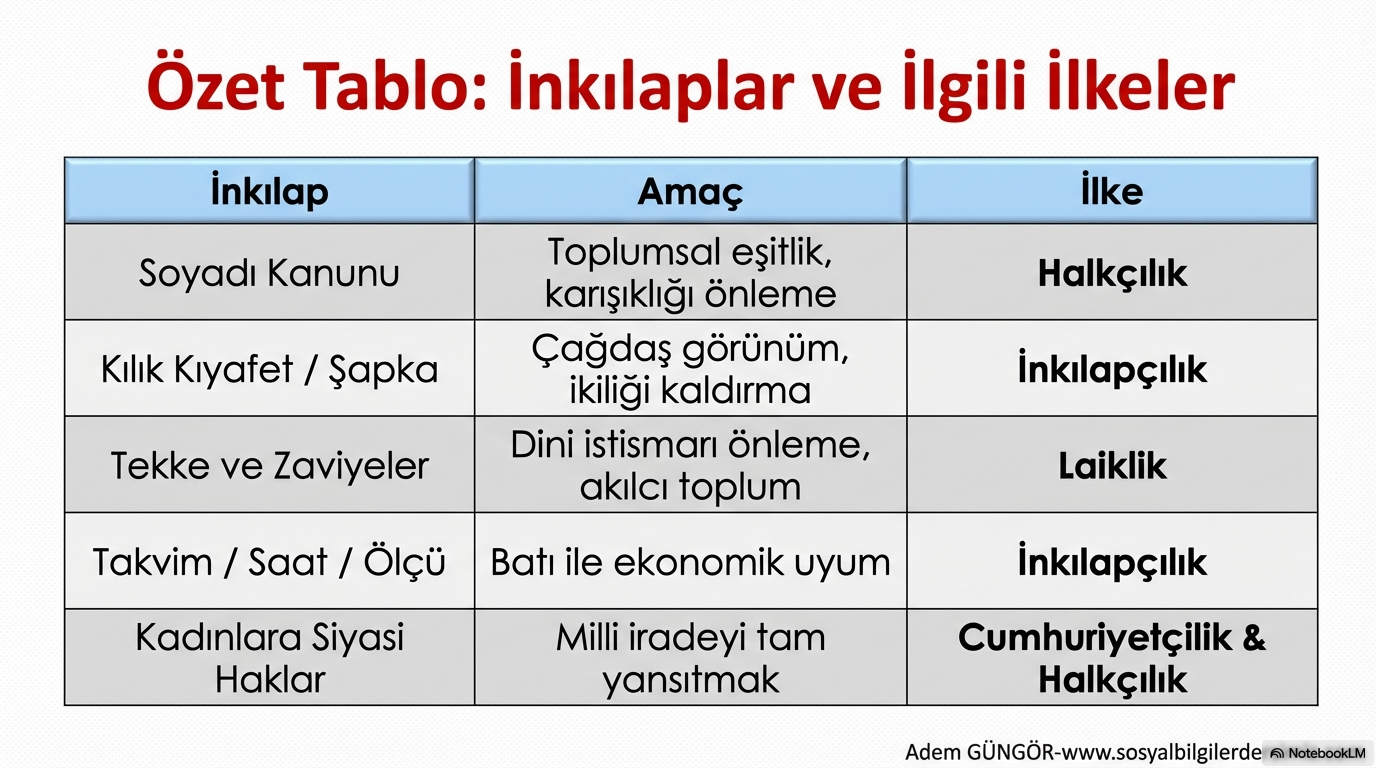 Özet Tablo: İnkılaplar ve İlgili İlkeler
İnkılap
Amaç
İlke
Soyadı Kanunu
Toplumsal eşitlik,
karışıklığı önleme
Halkçılık
Kılık Kıyafet / Şapka
Çağdaş görünüm,
ikiliği kaldırma
İnkılapçılık
Tekke ve Zaviyeler
Dini istismarı önleme,
akılcı toplum
Laiklik
Takvim / Saat / Ölçü
Batı ile ekonomik uyum
İnkılapçılık
Kadınlara Siyasi
Haklar
Milli iradeyi tam
yansıtmak
Cumhuriyetçilik &
Halkçılık
Adem GÜNGÖR-www.sosyalbilgilerde
NotebookLM